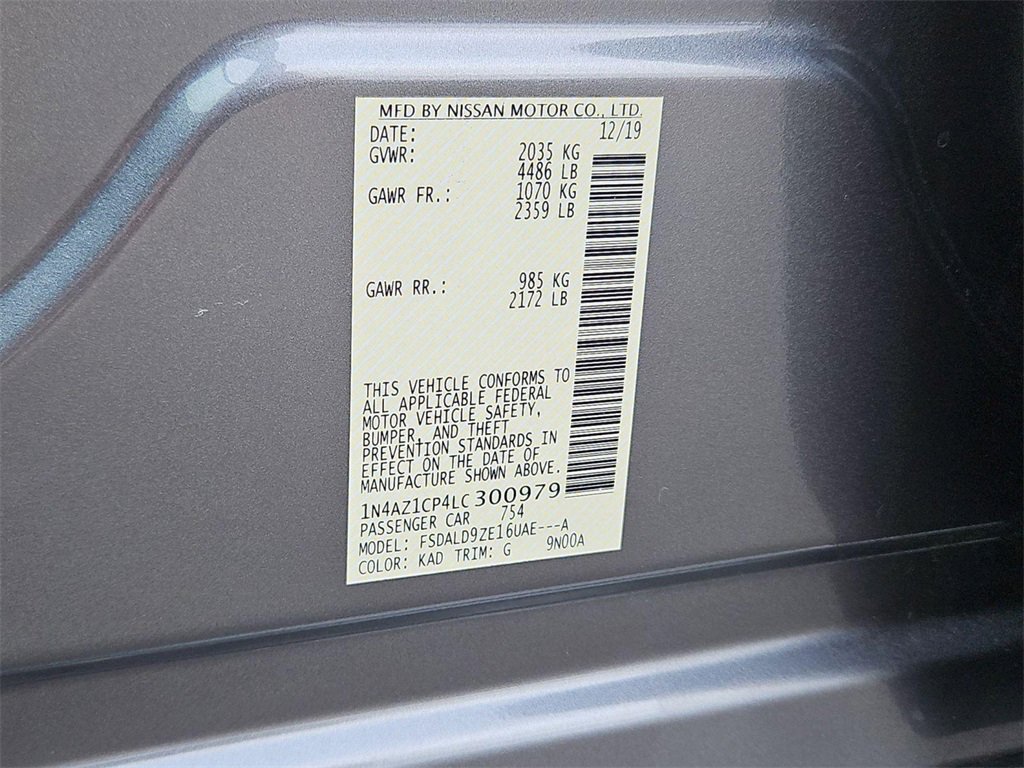 MFD BY NISSAN MOTOR CO., LTD.
DATE: 12/19
GVWR: 2035 KG
4486 LB
GAWR FR.: 1070 KG
2359 LB
GAWR RR.: 985 KG
2172 LB
THIS VEHICLE CONFORMS TO
ALL APPLICABLE FEDERAL
MOTOR VEHICLE SAFETY,
BUMPER, AND THEFT
PREVENTION STANDARDS IN
EFFECT ON THE DATE OF
MANUFACTURE SHOWN ABOVE.
1N4AZ1CP4LC300979
PASSENGER CAR 754
MODEL: FSDALD9ZE16UAE---A
COLOR: KAD TRIM: G 9N00A